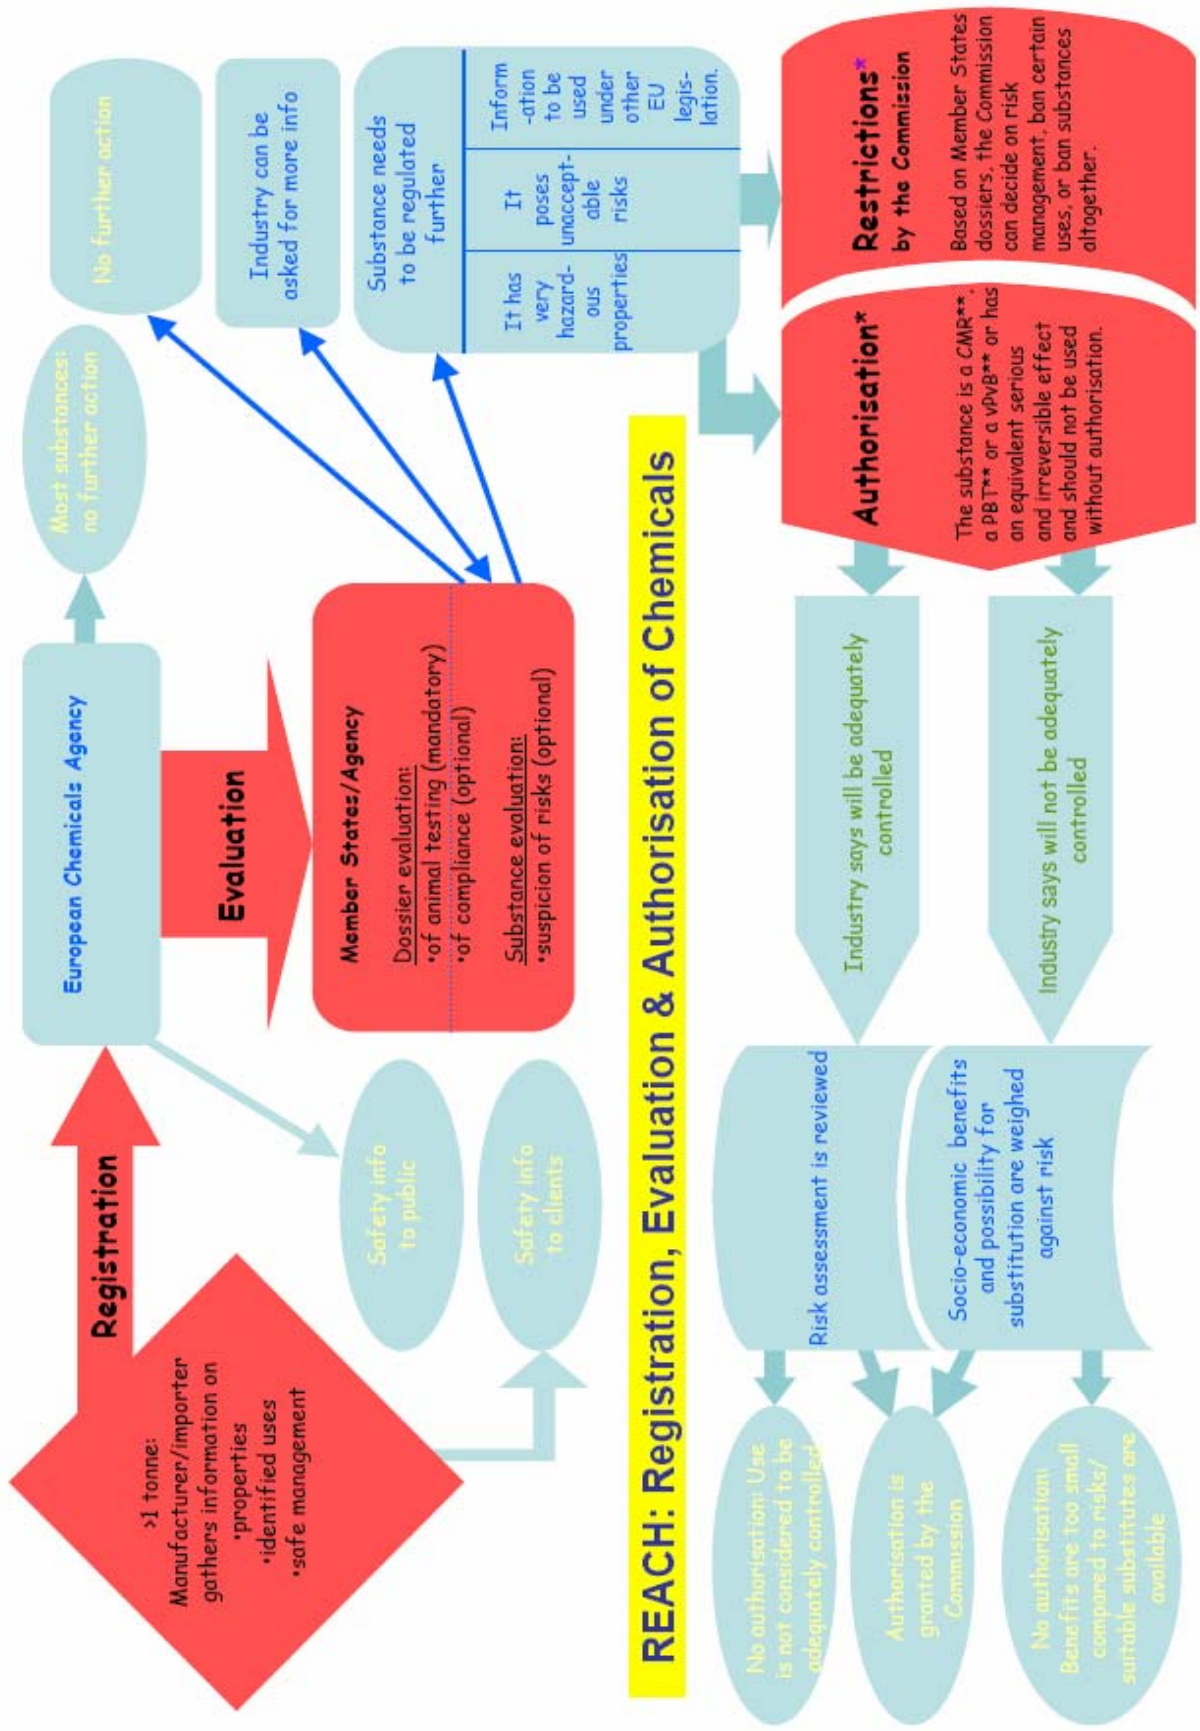 >1 tonne:
Manufacturer/importer
gathers information on
•properties
•identified uses
•safe management
Registration
European Chemicals Agency
Most substances:
no further action
No further action
Industry can be
asked for more info
Evaluation
Member States/Agency
Dossier evaluation:
•of animal testing (mandatory)
•of compliance (optional)
Substance evaluation:
•suspicion of risks (optional)
Safety info
to public
Safety info
to clients
Substance needs
to be regulated
further
It has
very
hazard-
ous
properties
It
poses
unaccept-
able
risks
Inform
-ation
to be
used
under
other
EU
legis-
lation.
REACH: Registration, Evaluation & Authorisation of Chemicals
No authorisation: Use
is not considered to be
adequately controlled
Authorisation is
granted by the
Commission
No authorisation:
Benefits are too small
compared to risks/
suitable substitutes are
available
Risk assessment is reviewed
Socio-economic benefits
and possibility for
substitution are weighed
against risk
Industry says will be adequately
controlled
Industry says will not be adequately
controlled
Authorisation*
The substance is a CMR**,
a PBT** or a vPvB** or has
an equivalent serious
and irreversible effect
and should not be used
without authorisation.
Restrictions*
by the Commission
Based on Member States
dossiers, the Commission
can decide on risk
management, ban certain
uses, or ban substances
altogether.